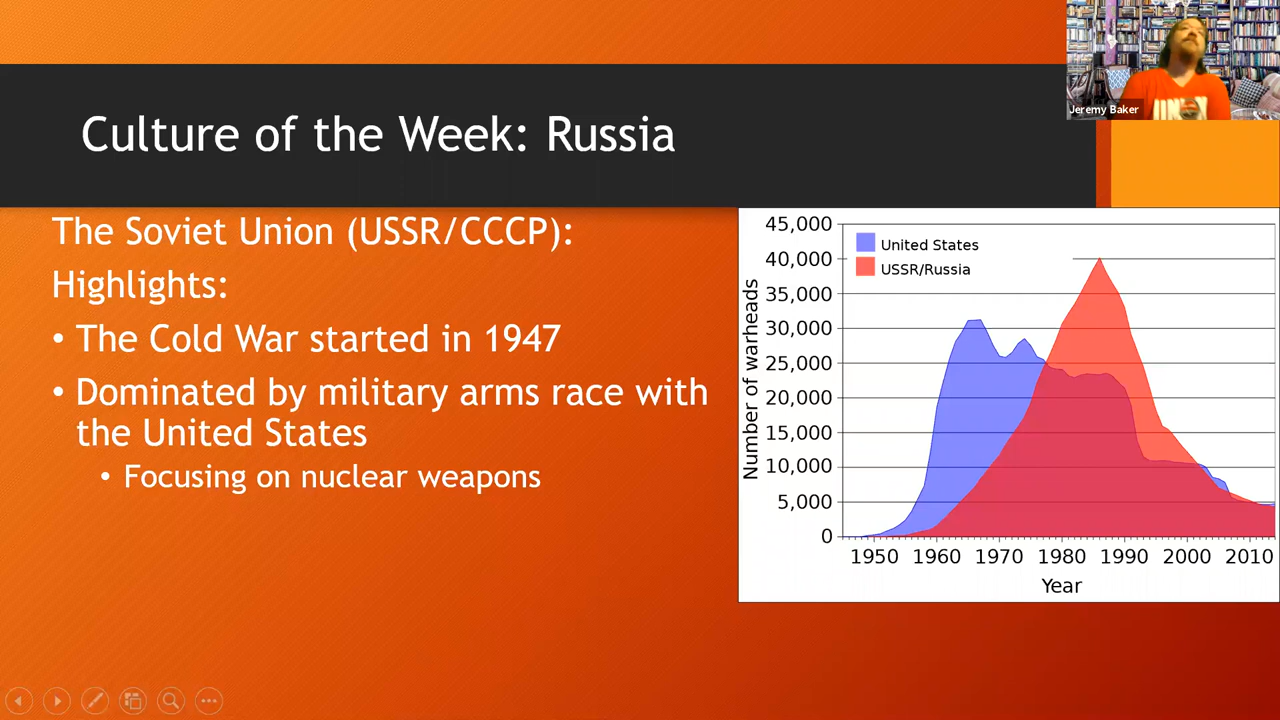 Jeremy Baker
Culture of the Week: Russia
The Soviet Union (USSR/CCCP):
Highlights:
• The Cold War started in 1947
• Dominated by military arms race with
the United States
• Focusing on nuclear weapons
United States
USSR/Russia
Number of warheads
45,000
40,000
35,000
30,000
25,000
20,000
15,000
10,000
5,000
0
1950 1960 1970 1980 1990 2000 2010
Year